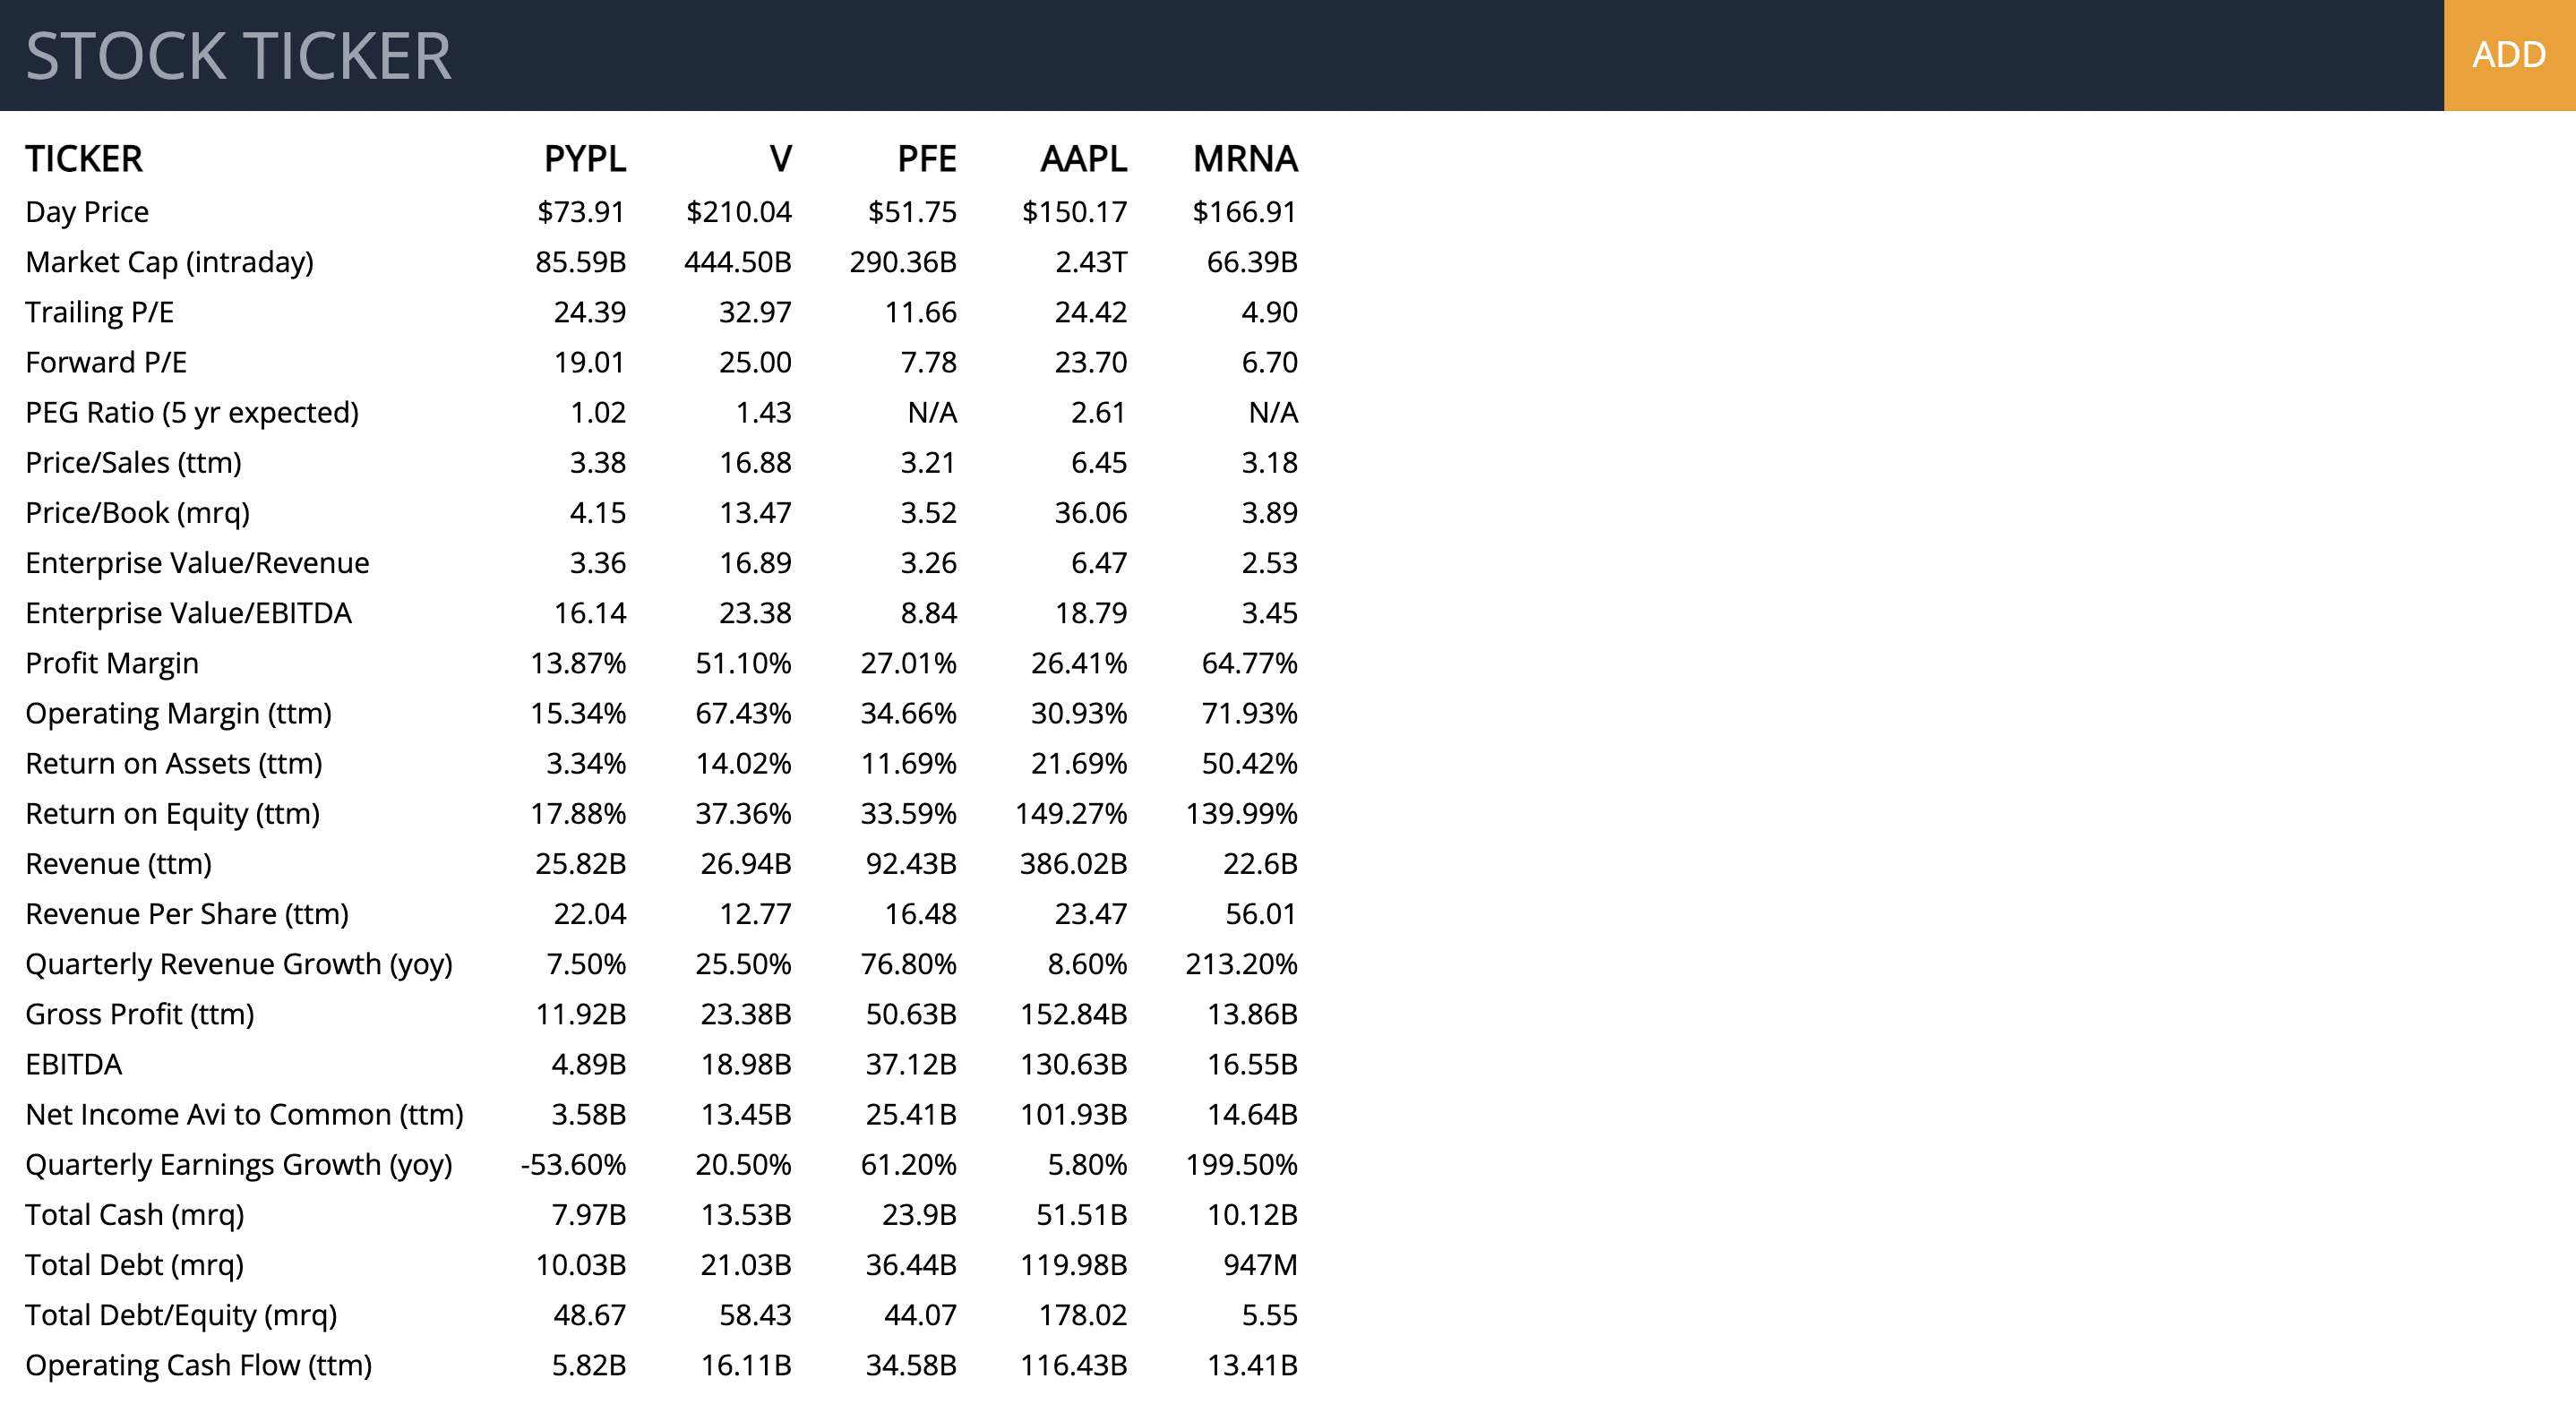 STOCK TICKER ADD
TICKER PYPL V PFE AAPL MRNA
Day Price $73.91 $210.04 $51.75 $150.17 $166.91
Market Cap (intraday) 85.59B 444.50B 290.36B 2.43T 66.39B
Trailing P/E 24.39 32.97 11.66 24.42 4.90
Forward P/E 19.01 25.00 7.78 23.70 6.70
PEG Ratio (5 yr expected) 1.02 1.43 N/A 2.61 N/A
Price/Sales (ttm) 3.38 16.88 3.21 6.45 3.18
Price/Book (mrq) 4.15 13.47 3.52 36.06 3.89
Enterprise Value/Revenue 3.36 16.89 3.26 6.47 2.53
Enterprise Value/EBITDA 16.14 23.38 8.84 18.79 3.45
Profit Margin 13.87% 51.10% 27.01% 26.41% 64.77%
Operating Margin (ttm) 15.34% 67.43% 34.66% 30.93% 71.93%
Return on Assets (ttm) 3.34% 14.02% 11.69% 21.69% 50.42%
Return on Equity (ttm) 17.88% 37.36% 33.59% 149.27% 139.99%
Revenue (ttm) 25.82B 26.94B 92.43B 386.02B 22.6B
Revenue Per Share (ttm) 22.04 12.77 16.48 23.47 56.01
Quarterly Revenue Growth (yoy) 7.50% 25.50% 76.80% 8.60% 213.20%
Gross Profit (ttm) 11.92B 23.38B 50.63B 152.84B 13.86B
EBITDA 4.89B 18.98B 37.12B 130.63B 16.55B
Net Income Avi to Common (ttm) 3.58B 13.45B 25.41B 101.93B 14.64B
Quarterly Earnings Growth (yoy) -53.60% 20.50% 61.20% 5.80% 199.50%
Total Cash (mrq) 7.97B 13.53B 23.9B 51.51B 10.12B
Total Debt (mrq) 10.03B 21.03B 36.44B 119.98B 947M
Total Debt/Equity (mrq) 48.67 58.43 44.07 178.02 5.55
Operating Cash Flow (ttm) 5.82B 16.11B 34.58B 116.43B 13.41B